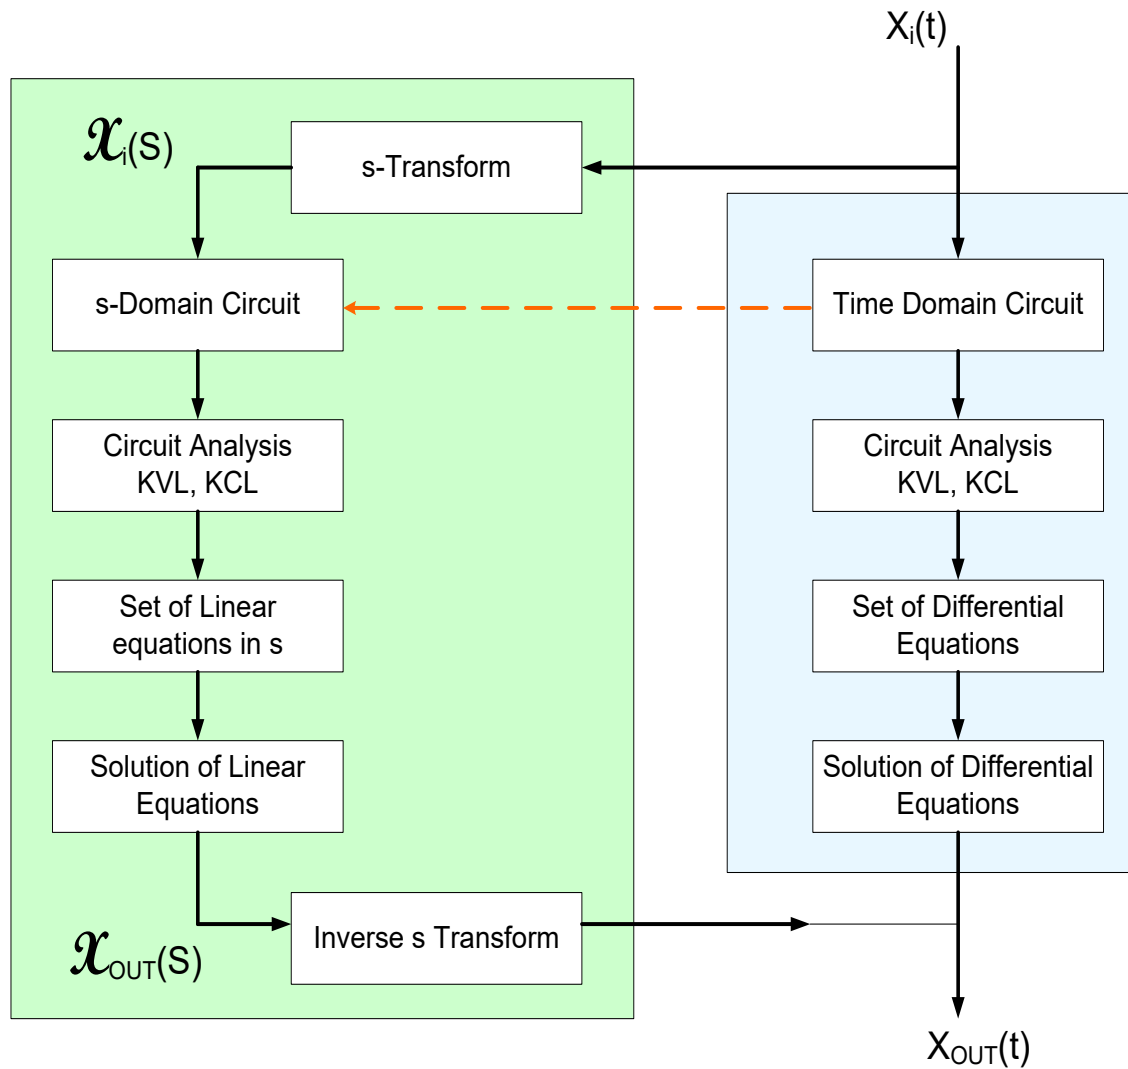 Xi(t)
𝓧i(S)
s-Transform
s-Domain Circuit
Time Domain Circuit
Circuit Analysis
KVL, KCL
Circuit Analysis
KVL, KCL
Set of Linear
equations in s
Set of Differential
Equations
Solution of Linear
Equations
Solution of Differential
Equations
𝓧OUT(S)
Inverse s Transform
XOUT(t)